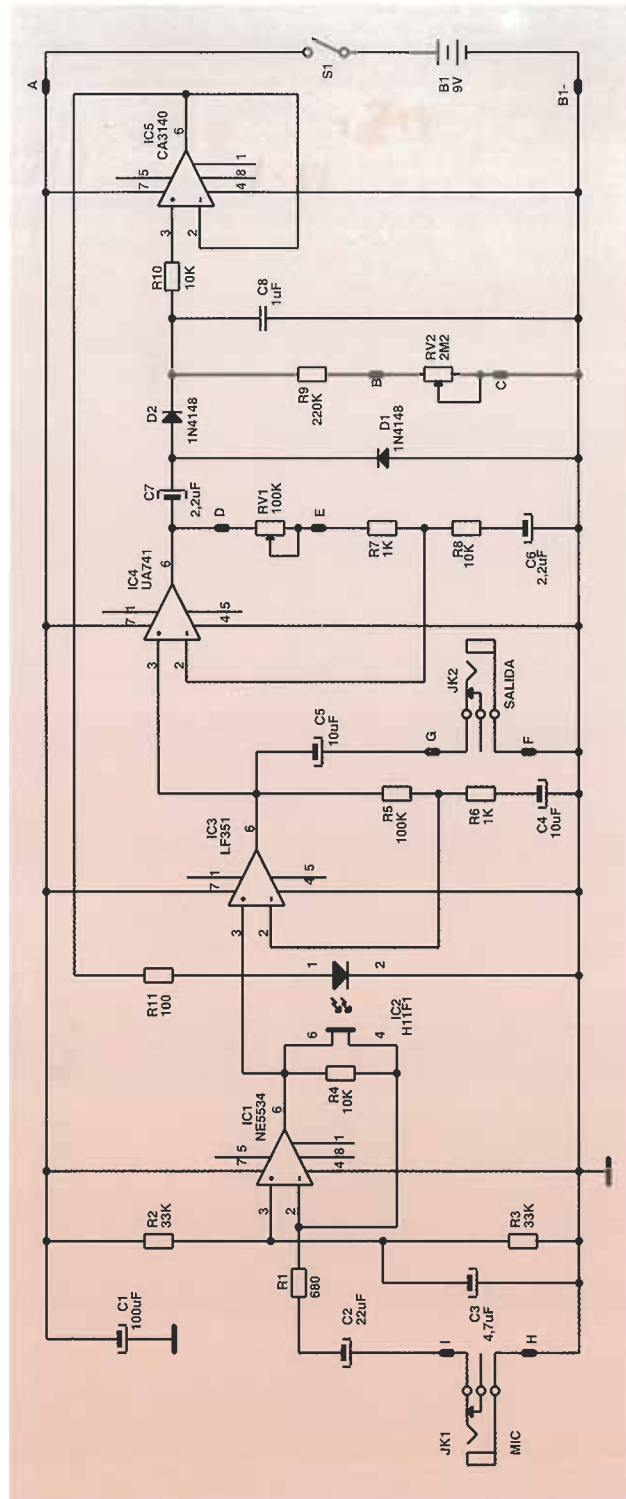 JK1
MIC
I
H
C1
100uF
C2
22uF
C3
4,7uF
R1
680
R2
33K
R3
33K
3
2
IC1
NE5534
7
5
6
4
8
1
R4
10K
6
4
IC2
H11F1
R11
100
1
2
3
2
IC3
LF351
7
1
6
4
5
C5
10uF
R5
100K
R6
1K
C4
10uF
G
F
JK2
SALIDA
3
2
IC4
UA741
7
1
6
4
5
C7
2,2uF
D
RV1
100K
E
R7
1K
R8
10K
C6
2,2uF
D2
1N4148
D1
1N4148
R9
220K
B
RV2
2M2
C
C8
1uF
R10
10K
3
2
IC5
CA3140
7
5
6
4
8
1
A
S1
B1
9V
B1-